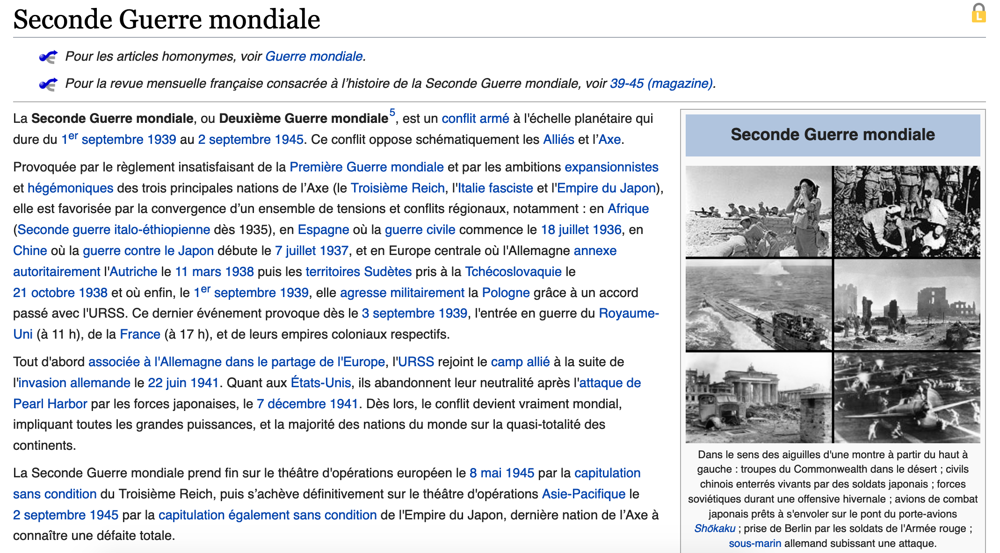 Seconde Guerre mondiale
L
Pour les articles homonymes, voir Guerre mondiale.
Pour la revue mensuelle française consacrée à l’histoire de la Seconde Guerre mondiale, voir 39-45 (magazine).
La Seconde Guerre mondiale, ou Deuxième Guerre mondiale5, est un conflit armé à l'échelle planétaire qui
dure du 1er septembre 1939 au 2 septembre 1945. Ce conflit oppose schématiquement les Alliés et l’Axe.
Provoquée par le règlement insatisfaisant de la Première Guerre mondiale et par les ambitions expansionnistes
et hégémoniques des trois principales nations de l’Axe (le Troisième Reich, l'Italie fasciste et l'Empire du Japon),
elle est favorisée par la convergence d’un ensemble de tensions et conflits régionaux, notamment : en Afrique
(Seconde guerre italo-éthiopienne dès 1935), en Espagne où la guerre civile commence le 18 juillet 1936, en
Chine où la guerre contre le Japon débute le 7 juillet 1937, et en Europe centrale où l'Allemagne annexe
autoritairement l'Autriche le 11 mars 1938 puis les territoires Sudètes pris à la Tchécoslovaquie le
21 octobre 1938 et où enfin, le 1er septembre 1939, elle agresse militairement la Pologne grâce à un accord
passé avec l'URSS. Ce dernier événement provoque dès le 3 septembre 1939, l'entrée en guerre du Royaume-
Uni (à 11 h), de la France (à 17 h), et de leurs empires coloniaux respectifs.
Tout d'abord associée à l'Allemagne dans le partage de l'Europe, l'URSS rejoint le camp allié à la suite de
l'invasion allemande le 22 juin 1941. Quant aux États-Unis, ils abandonnent leur neutralité après l'attaque de
Pearl Harbor par les forces japonaises, le 7 décembre 1941. Dès lors, le conflit devient vraiment mondial,
impliquant toutes les grandes puissances, et la majorité des nations du monde sur la quasi-totalité des
continents.
La Seconde Guerre mondiale prend fin sur le théâtre d'opérations européen le 8 mai 1945 par la capitulation
sans condition du Troisième Reich, puis s’achève définitivement sur le théâtre d'opérations Asie-Pacifique le
2 septembre 1945 par la capitulation également sans condition de l'Empire du Japon, dernière nation de l’Axe à
connaître une défaite totale.
Seconde Guerre mondiale
Dans le sens des aiguilles d'une montre à partir du haut à
gauche : troupes du Commonwealth dans le désert ; civils
chinois enterrés vivants par des soldats japonais ; forces
soviétiques durant une offensive hivernale ; avions de combat
japonais prêts à s'envoler sur le pont du porte-avions
Shōkaku ; prise de Berlin par les soldats de l'Armée rouge ;
sous-marin allemand subissant une attaque.